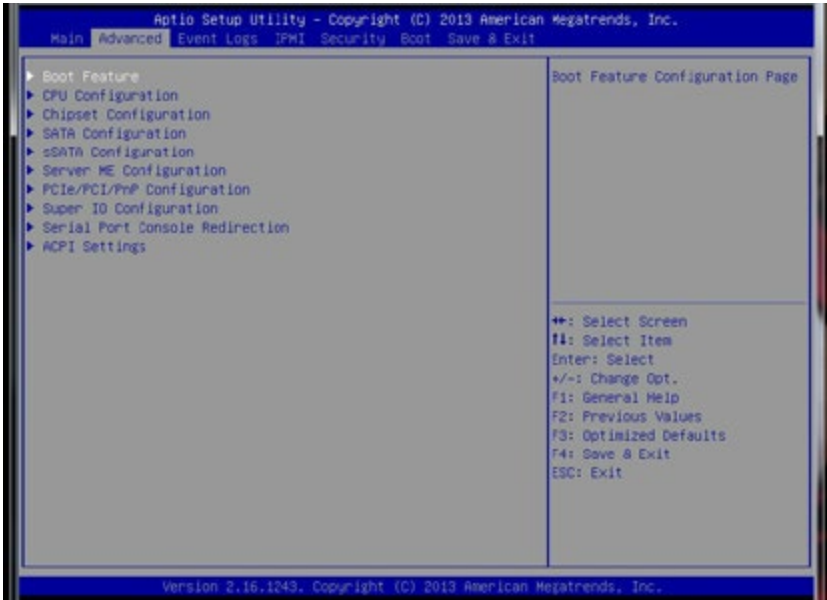 Aptio Setup Utility - Copyright (C) 2013 American Megatrends, Inc.
Main Advanced Event Logs IPMI Security Boot Save & Exit
Boot Feature
CPU Configuration
Chipset Configuration
SATA Configuration
sSATA Configuration
Server ME Configuration
PCIe/PCI/PnP Configuration
Super IO Configuration
Serial Port Console Redirection
ACPI Settings
Boot Feature Configuration Page
→←: Select Screen
↑↓: Select Item
Enter: Select
+/-: Change Opt.
F1: General Help
F2: Previous Values
F3: Optimized Defaults
F4: Save & Exit
ESC: Exit
Version 2.16.1243. Copyright (C) 2013 American Megatrends, Inc.